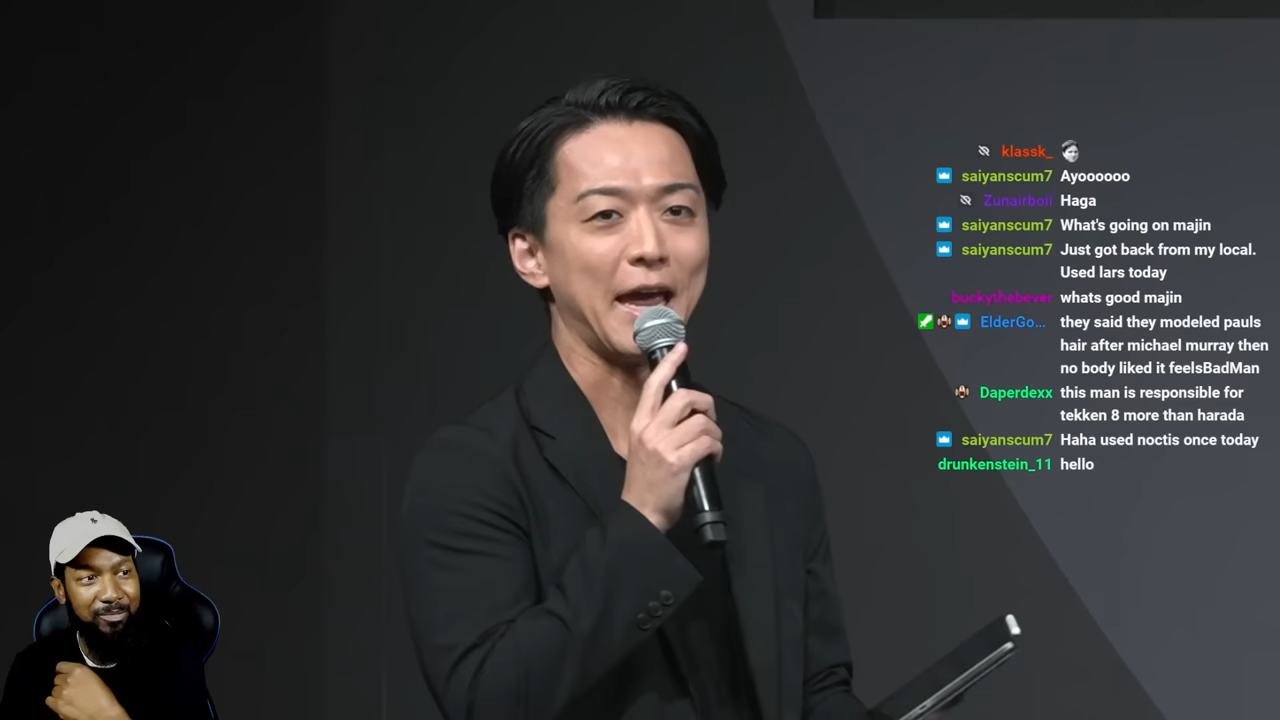 klassk_
saiyanscum7 Ayoooooo
Zunairboii Haga
saiyanscum7 What's going on majin
saiyanscum7 Just got back from my local.
Used lars today
buckythebever whats good majin
ElderGo... they said they modeled pauls
hair after michael murray then
no body liked it feelsBadMan
Daperdexx this man is responsible for
tekken 8 more than harada
saiyanscum7 Haha used noctis once today
drunkenstein_11 hello